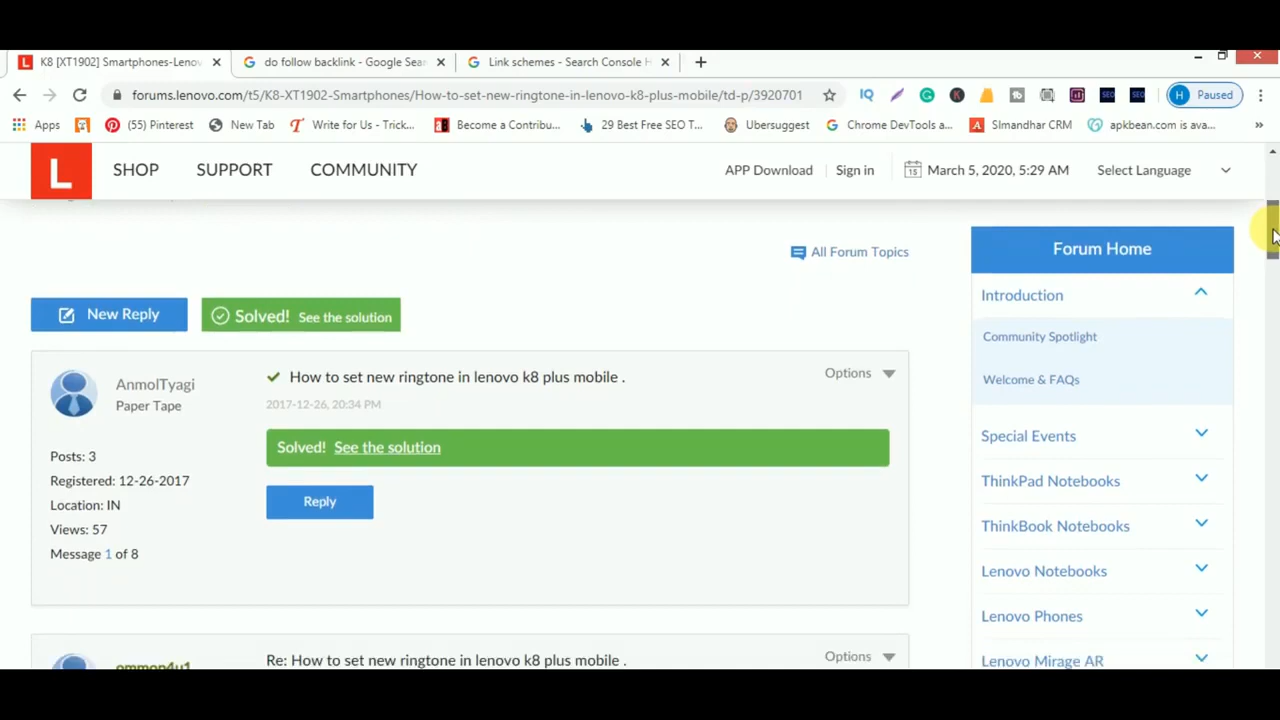 K8 [XT1902] Smartphones-Lenov
do follow backlink - Google Sear
Link schemes - Search Console H
forums.lenovo.com/t5/K8-XT1902-Smartphones/How-to-set-new-ringtone-in-lenovo-k8-plus-mobile/td-p/3920701
IQ
SEO
SEO
H
Paused
Apps
(55) Pinterest
New Tab
Write for Us - Trick...
Become a Contribu...
29 Best Free SEO T...
Ubersuggest
Chrome DevTools a...
SImandhar CRM
apkbean.com is ava...
»
L
SHOP
SUPPORT
COMMUNITY
APP Download
Sign in
15
March 5, 2020, 5:29 AM
Select Language
All Forum Topics
Forum Home
New Reply
Solved! See the solution
Introduction
Community Spotlight
Welcome & FAQs
Special Events
ThinkPad Notebooks
ThinkBook Notebooks
Lenovo Notebooks
Lenovo Phones
Lenovo Mirage AR
AnmolTyagi
Paper Tape
Posts: 3
Registered: 12-26-2017
Location: IN
Views: 57
Message 1 of 8
How to set new ringtone in lenovo k8 plus mobile .
Options
2017-12-26, 20:34 PM
Solved! See the solution
Reply
ommon4u1
Re: How to set new ringtone in lenovo k8 plus mobile .
Options